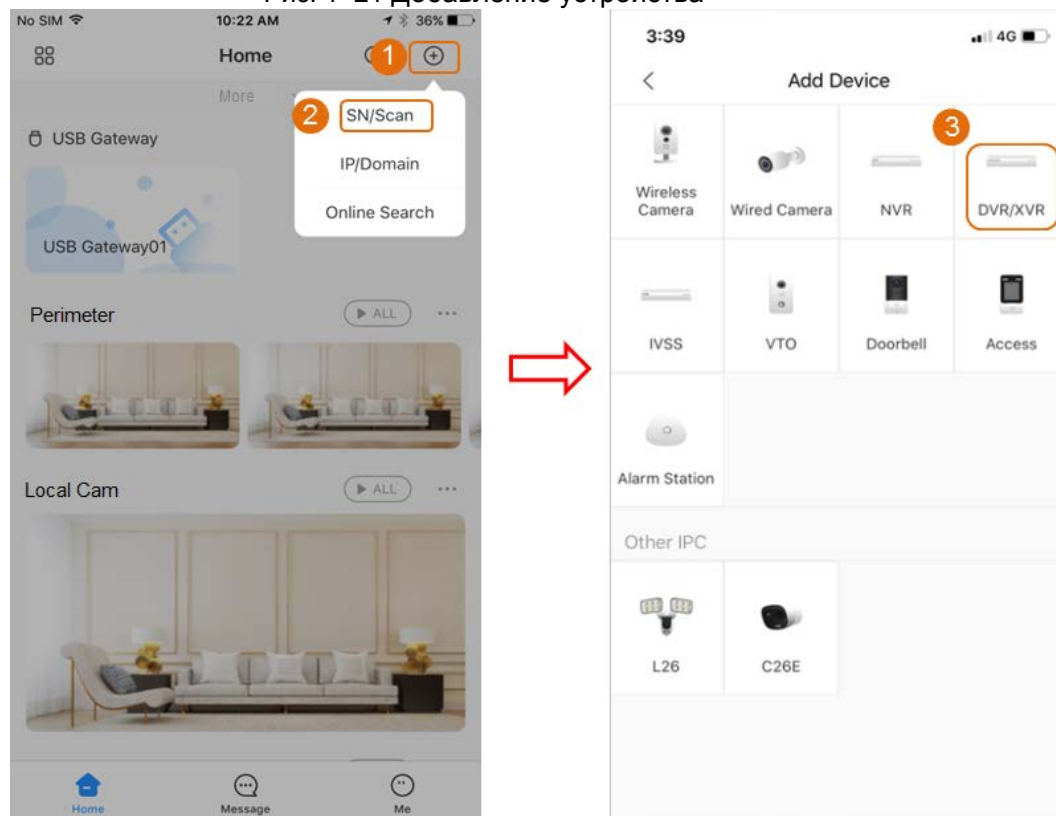 Добавление устройства
No SIM 10:22 AM 36%
Home
1
More
2 SN/Scan
IP/Domain
Online Search
USB Gateway
USB Gateway01
Perimeter
ALL
Local Cam
ALL
Home Message Me
3:39 4G
Add Device
3
Wireless Camera
Wired Camera
NVR
DVR/XVR
IVSS
VTO
Doorbell
Access
Alarm Station
Other IPC
L26
C26E